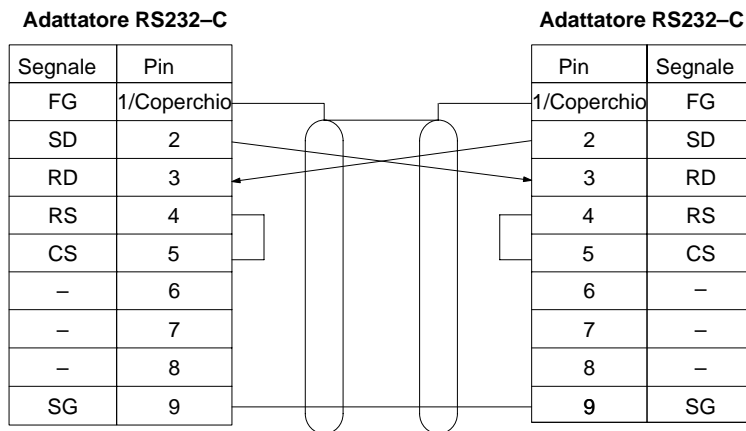 Adattatore RS232–C Adattatore RS232–C
Segnale Pin Pin Segnale
FG 1/Coperchio 1/Coperchio FG
SD 2 2 SD
RD 3 3 RD
RS 4 4 RS
CS 5 5 CS
– 6 6 –
– 7 7 –
– 8 8 –
SG 9 9 SG